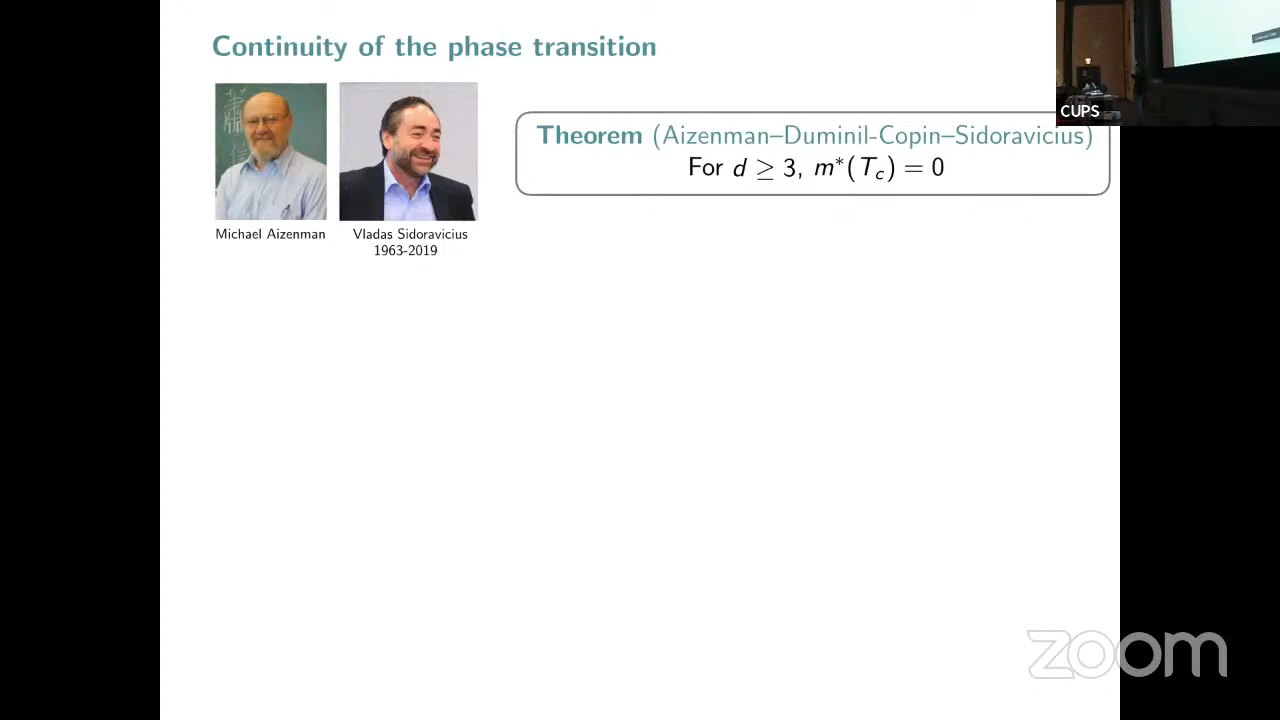 Continuity of the phase transition
CUPS
Theorem (Aizenman–Duminil-Copin–Sidoravicius)
For d ≥ 3, m*(T_c) = 0
Michael Aizenman
Vladas Sidoravicius
1963-2019
zoom